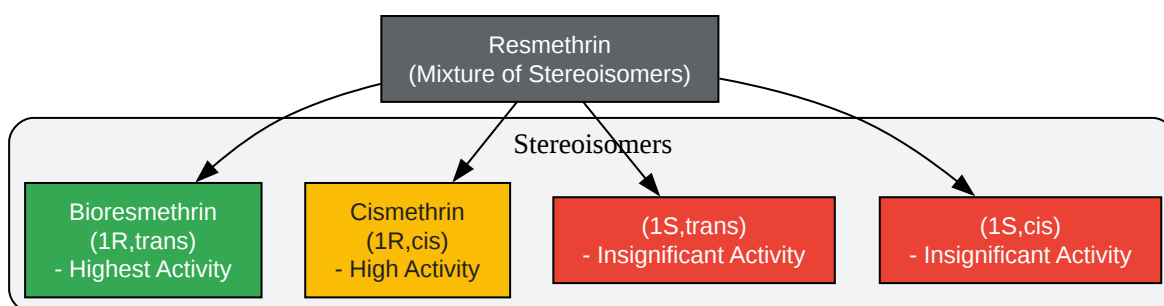 Resmethrin
(Mixture of Stereoisomers)
Stereoisomers
Bioresmethrin
(1R,trans)
- Highest Activity
Cismethrin
(1R,cis)
- High Activity
(1S,trans)
- Insignificant Activity
(1S,cis)
- Insignificant Activity